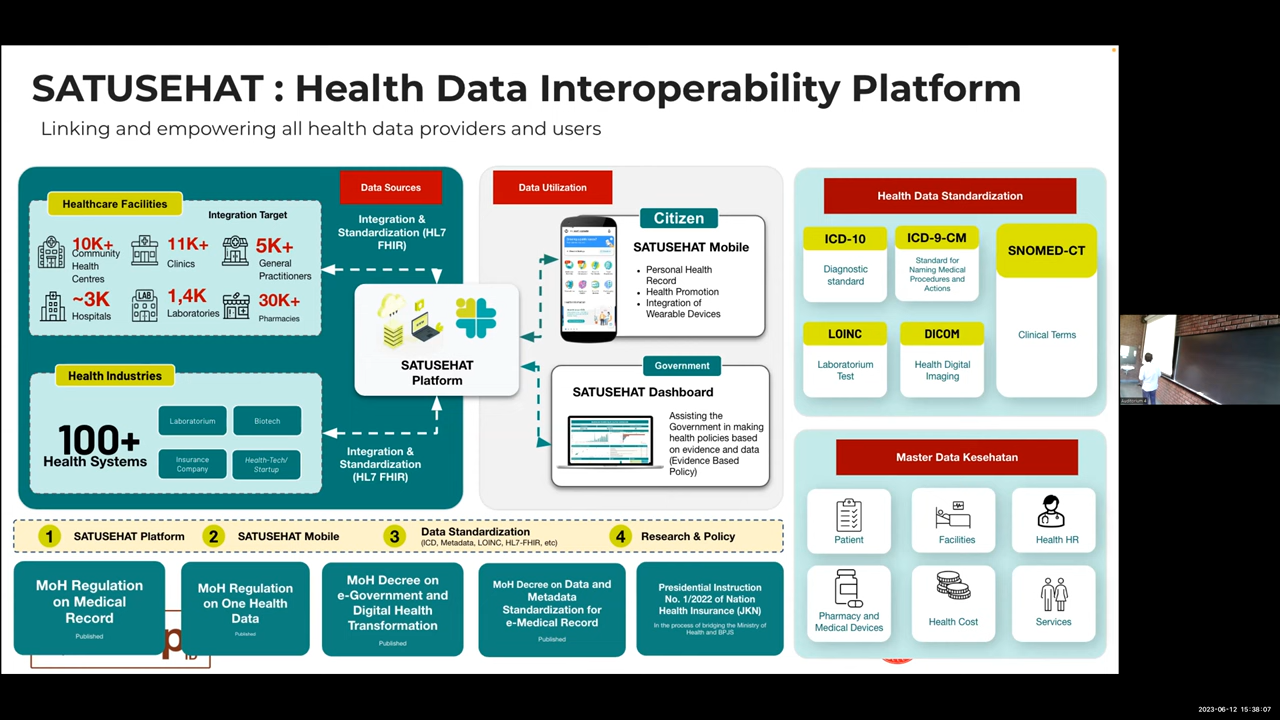 SATUSEHAT : Health Data Interoperability Platform
Linking and empowering all health data providers and users
Data Sources
Healthcare Facilities
Integration Target
10K+
Community
Health
Centres
11K+
Clinics
5K+
General
Practitioners
~3K
Hospitals
LAB
1,4K
Laboratories
30K+
Pharmacies
Integration &
Standardization (HL7
FHIR)
SATUSEHAT
Platform
Health Industries
100+
Health Systems
Laboratorium
Biotech
Insurance
Company
Health-Tech/
Startup
Integration &
Standardization
(HL7 FHIR)
Data Utilization
Citizen
SATUSEHAT Mobile
• Personal Health
Record
• Health Promotion
• Integration of
Wearable Devices
Government
SATUSEHAT Dashboard
Assisting the
Government in making
health policies based
on evidence and data
(Evidence Based
Policy)
Health Data Standardization
ICD-10
Diagnostic
standard
ICD-9-CM
Standard for
Naming Medical
Procedures and
Actions
SNOMED-CT
Clinical Terms
LOINC
Laboratorium
Test
DICOM
Health Digital
Imaging
Master Data Kesehatan
Patient
Facilities
Health HR
Pharmacy and
Medical Devices
Health Cost
Services
1 SATUSEHAT Platform
2 SATUSEHAT Mobile
3 Data Standardization
(ICD, Metadata, LOINC, HL7-FHIR, etc)
4 Research & Policy
MoH Regulation
on Medical
Record
Published
MoH Regulation
on One Health
Data
Published
MoH Decree on
e-Government and
Digital Health
Transformation
Published
MoH Decree on Data and
Metadata
Standardization for
e-Medical Record
Published
Presidential Instruction
No. 1/2022 of Nation
Health Insurance (JKN)
In the process of bridging the Ministry of
Health and BPJS
Auditorium 4
2023-06-12 15:38:07